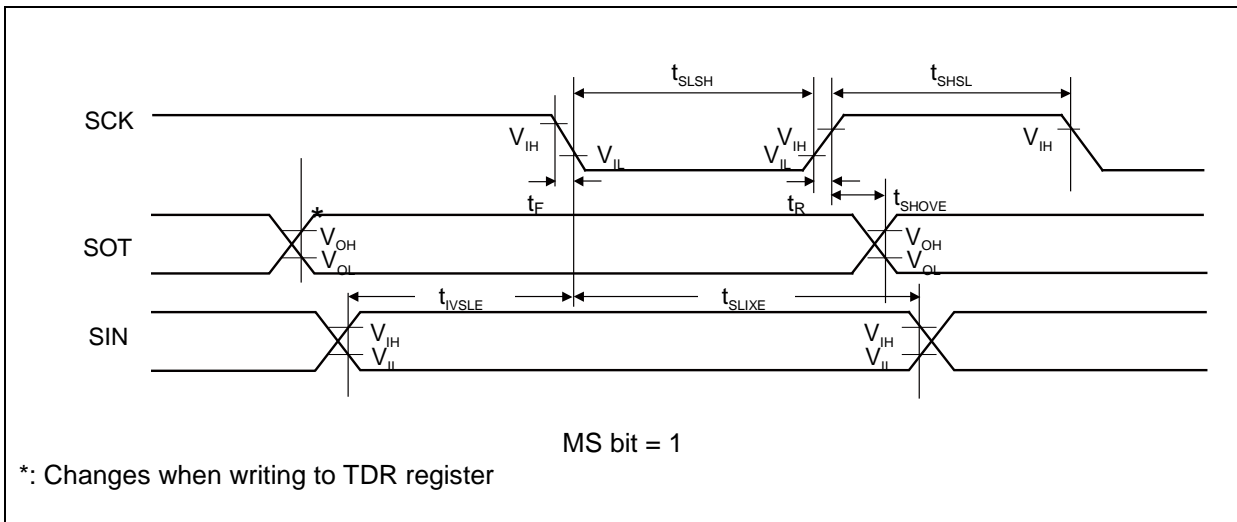 tSLSH tSHSL
SCK
VIH VIL VIH VIL VIH
tF tR tSHOVE
*
SOT
VOH VOH
VOL VOL
tIVSLE tSLIXE
SIN
VIH VIH
VIL VIL
MS bit = 1
*: Changes when writing to TDR register